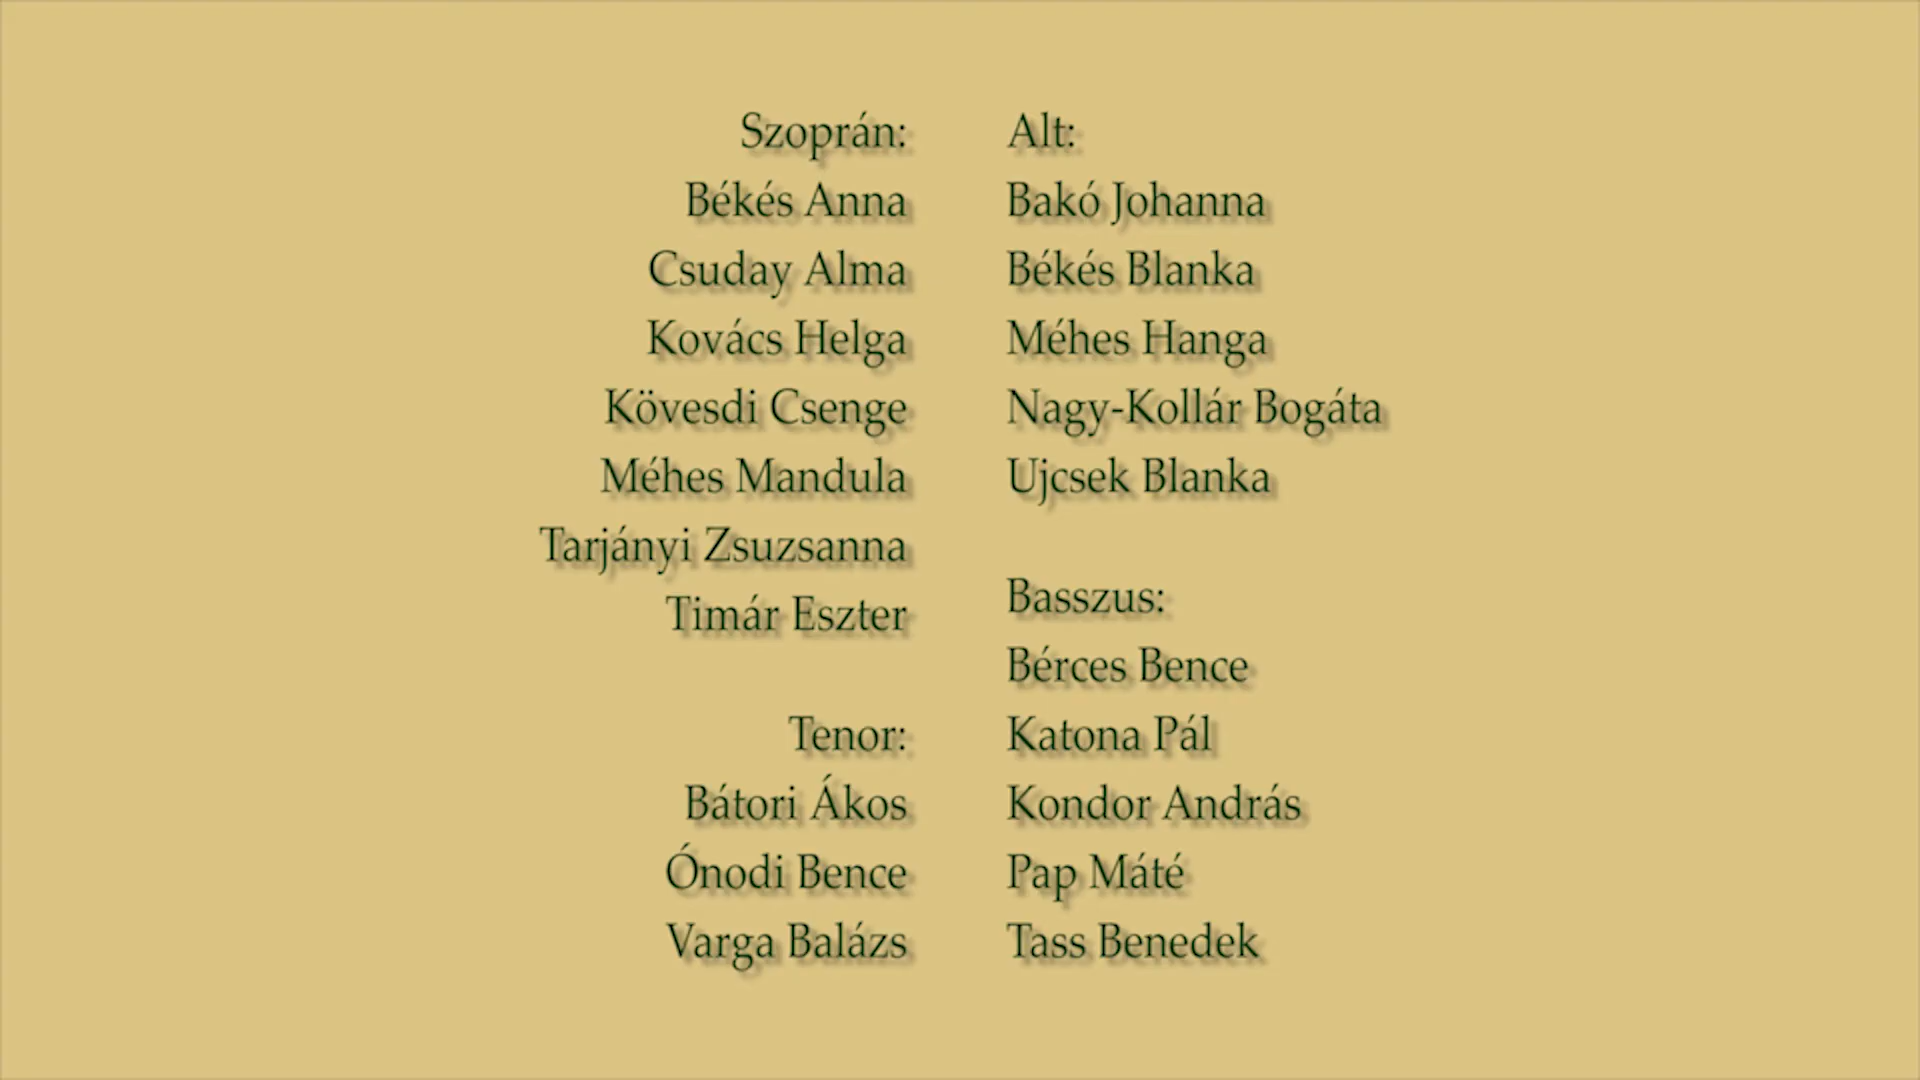 Szoprán:
Békés Anna
Csuday Alma
Kovács Helga
Kövesdi Csenge
Méhes Mandula
Tarjányi Zsuzsanna
Timár Eszter
Tenor:
Bátori Ákos
Ónodi Bence
Varga Balázs
Alt:
Bakó Johanna
Békés Blanka
Méhes Hanga
Nagy-Kollár Bogáta
Ujcsek Blanka
Basszus:
Bérces Bence
Katona Pál
Kondor András
Pap Máté
Tass Benedek